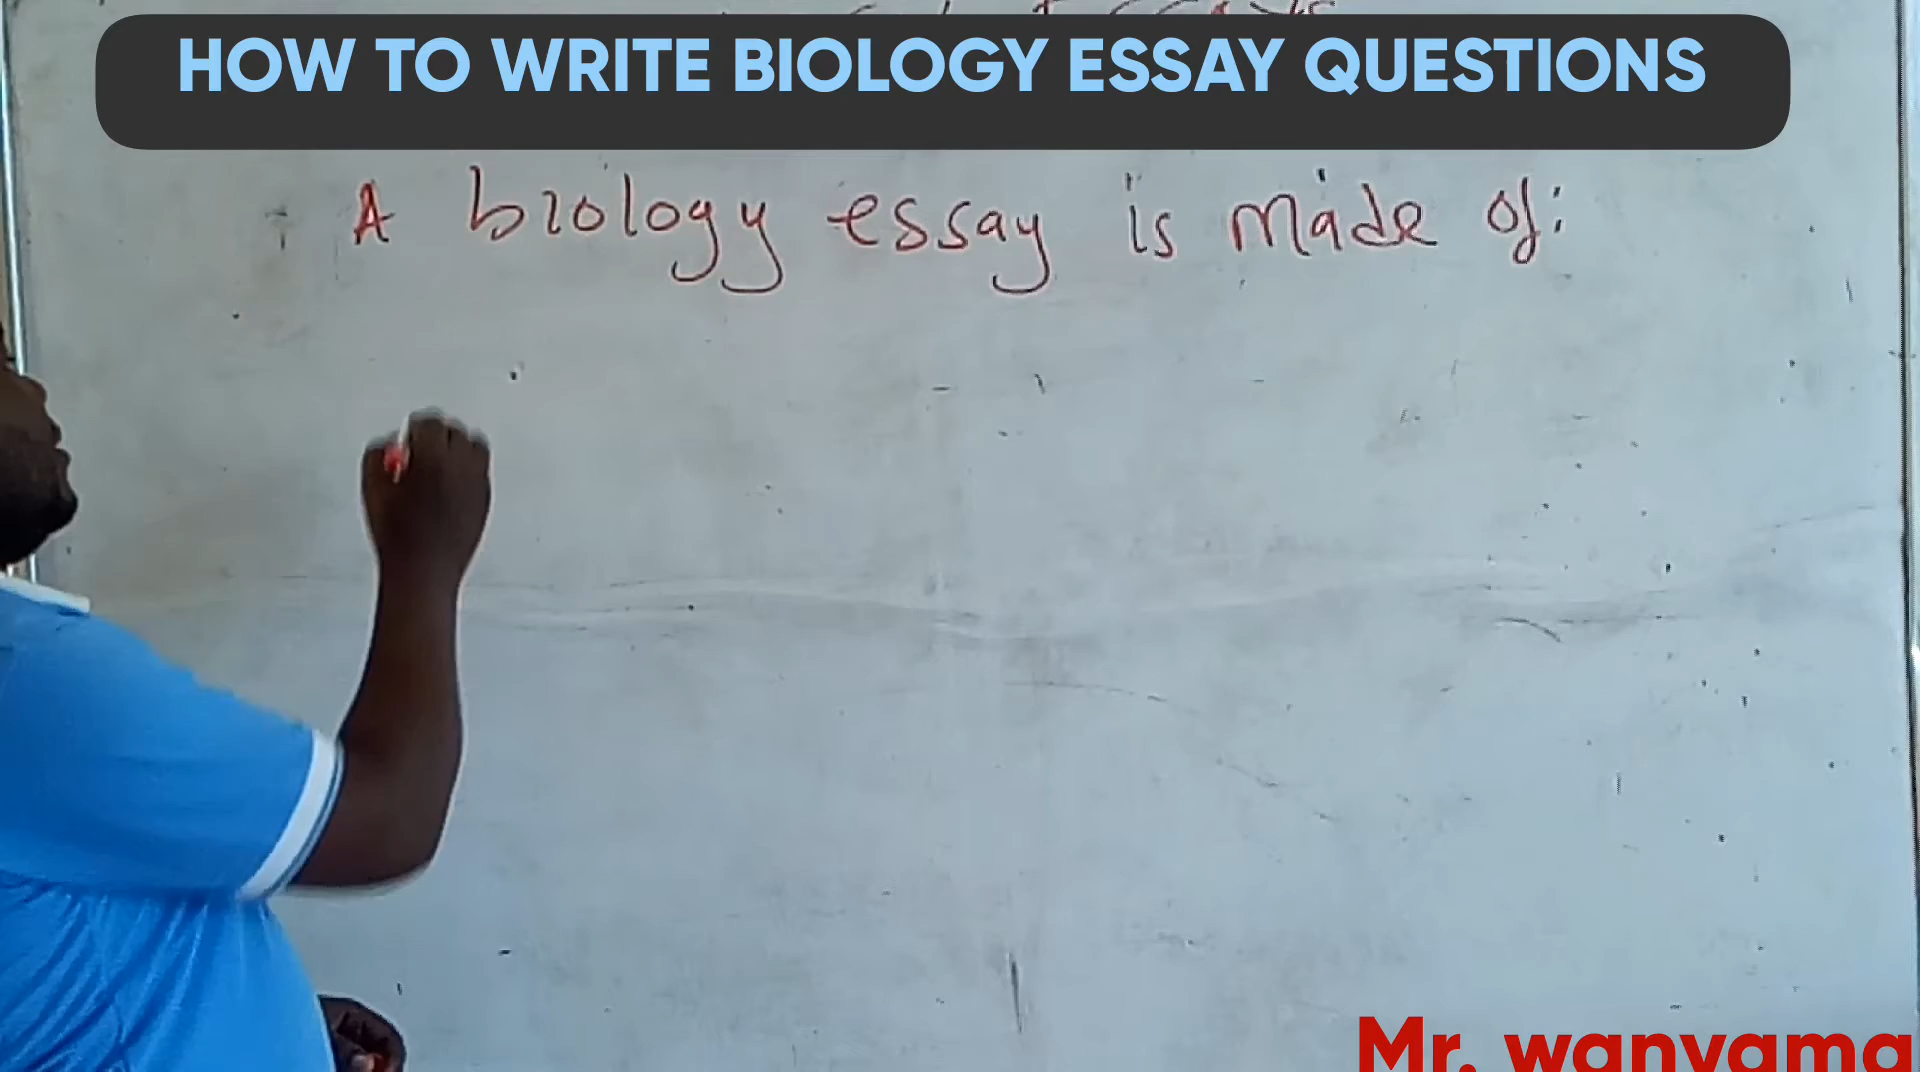 HOW TO WRITE BIOLOGY ESSAY QUESTIONS
A biology essay is made of:
Mr. wanyama